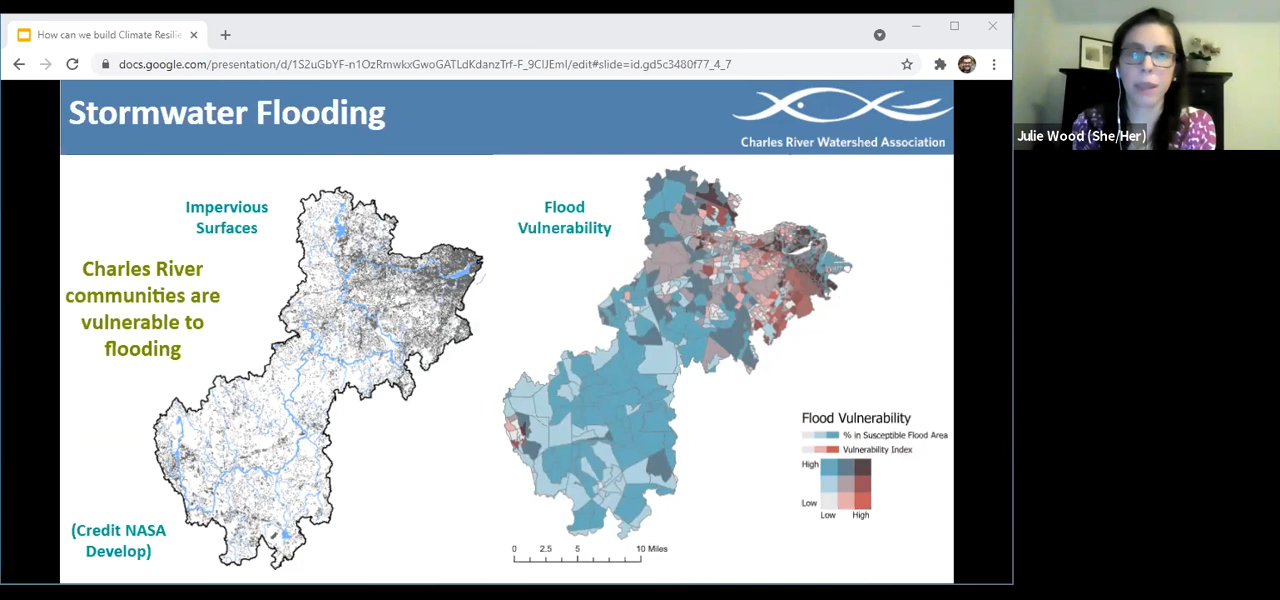 How can we build Climate Resilie
docs.google.com/presentation/d/1S2uGbYF-n1OzRnwkxGwoGATLdKdanzTrf-F_9CIJEmI/edit#slide=id.gd5c3480f77_4_7
Stormwater Flooding
Charles River Watershed Association
Julie Wood (She/Her)
Impervious
Surfaces
Charles River
communities are
vulnerable to
flooding
(Credit NASA
Develop)
Flood
Vulnerability
Flood Vulnerability
% in Susceptible Flood Area
Vulnerability Index
High
Low
Low High
0 2.5 5 10 Miles